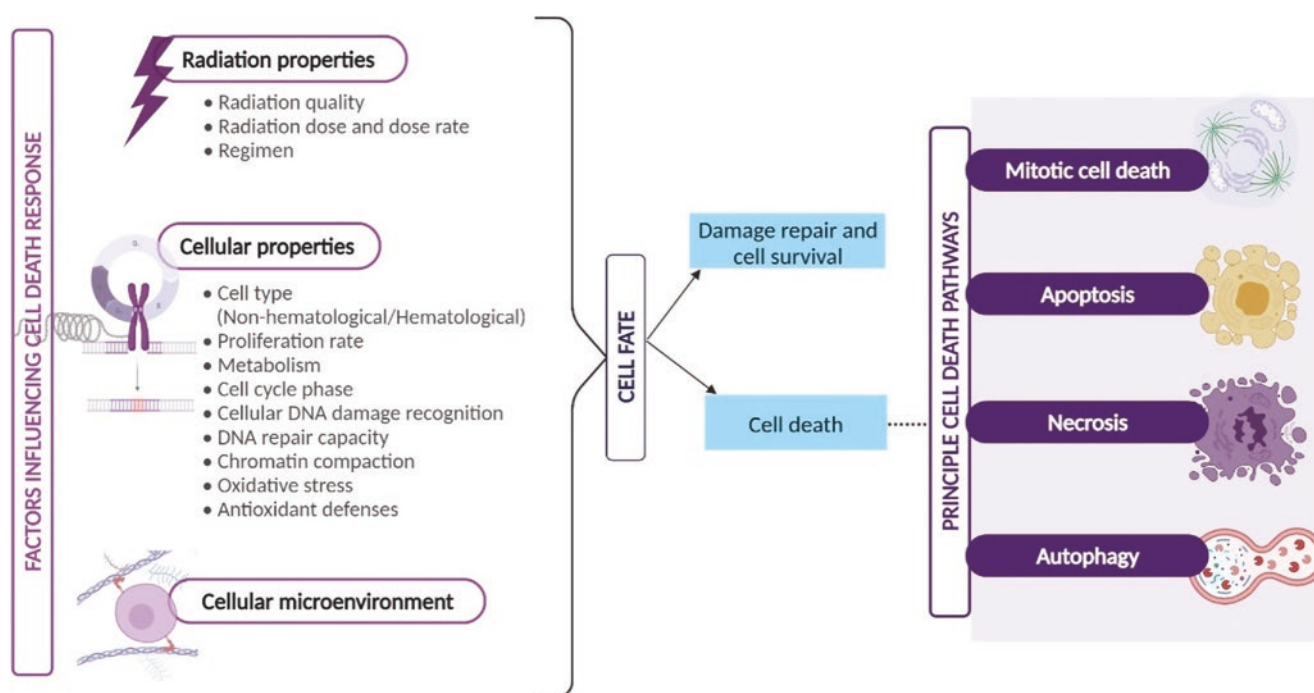 FACTORS INFLUENCING CELL DEATH RESPONSE
Radiation properties
• Radiation quality
• Radiation dose and dose rate
• Regimen
Cellular properties
• Cell type
(Non-hematological/Hematological)
• Proliferation rate
• Metabolism
• Cell cycle phase
• Cellular DNA damage recognition
• DNA repair capacity
• Chromatin compaction
• Oxidative stress
• Antioxidant defenses
Cellular microenvironment
CELL FATE
Damage repair and
cell survival
Cell death
PRINCIPLE CELL DEATH PATHWAYS
Mitotic cell death
Apoptosis
Necrosis
Autophagy